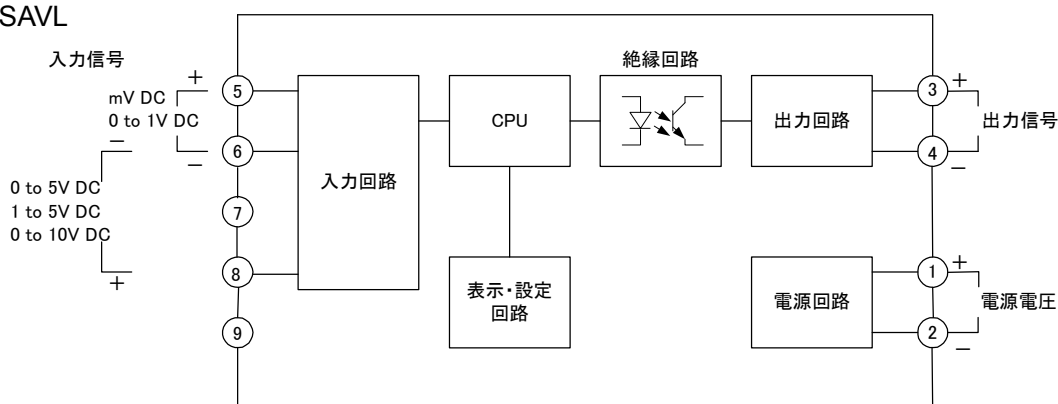 SAVL
入力信号
mV DC
0 to 1V DC
+
−
−
0 to 5V DC
1 to 5V DC
0 to 10V DC
+
5
6
7
8
9
入力回路
CPU
表示・設定
回路
絶縁回路
出力回路
電源回路
3
4
+
−
出力信号
1
2
+
−
電源電圧